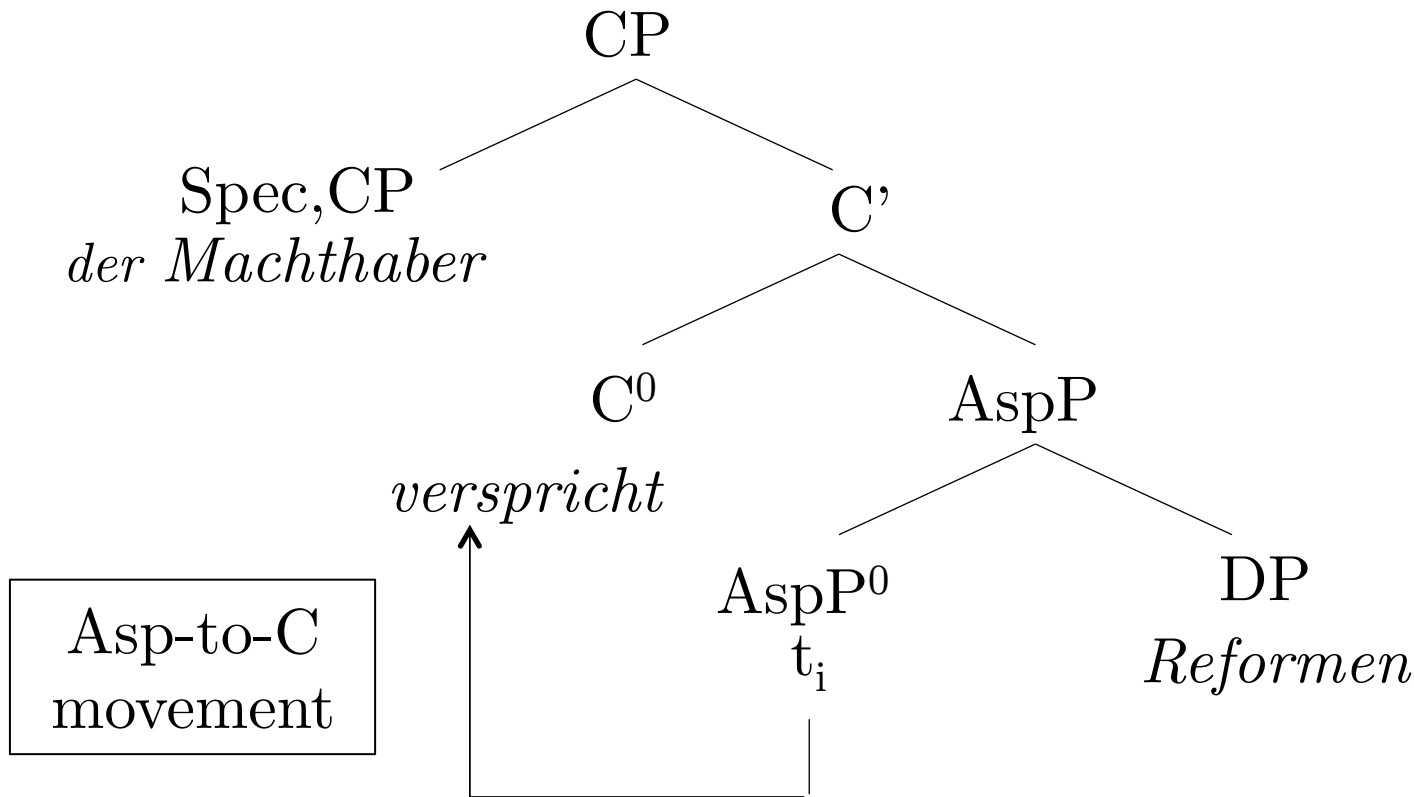 CP
Spec,CP
der Machthaber
C’
C⁰
AspP
verspricht
AspP⁰
tᵢ
DP
Reformen
Asp-to-C
movement